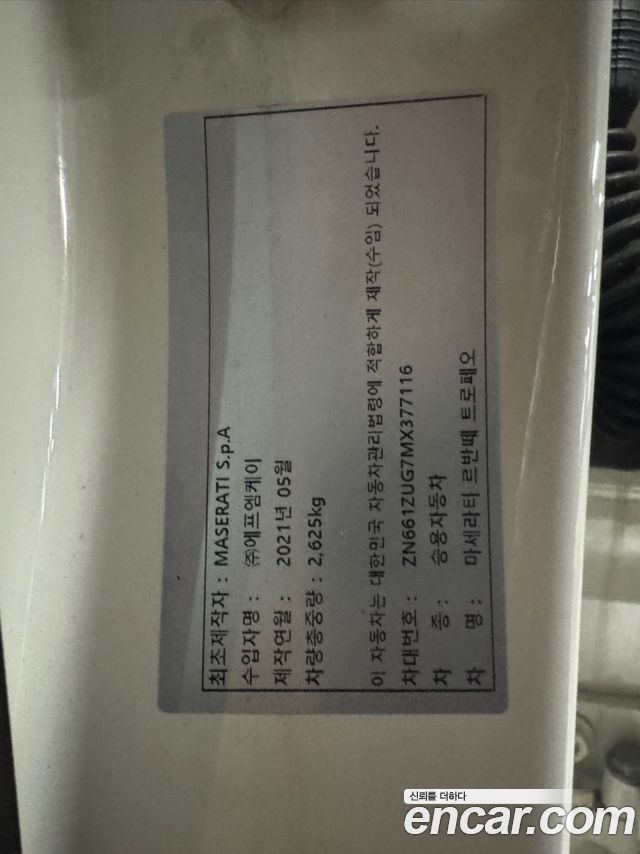 최초제작자 : MASERATI S.p.A
수입자명 : ㈜에프엠케이
제작연월 : 2021년 05월
차량총중량 : 2,625kg
이 자동차는 대한민국 자동차관리법령에 적합하게 제작(수입) 되었습니다.
차대번호 : ZN661ZUG7MX377116
차 종 : 승용자동차
차 명 : 마세라티 르반떼 트로페오
신뢰를 더하다
encar.com